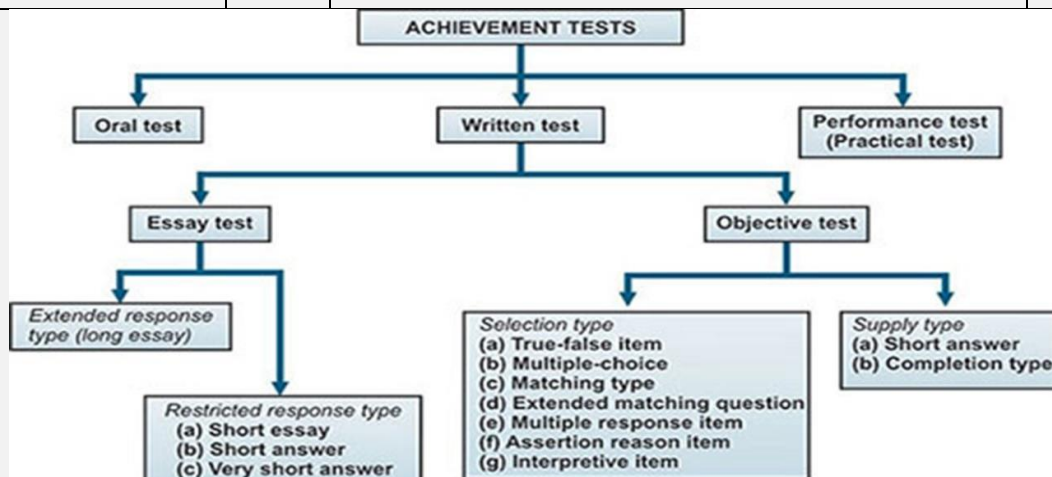 ACHIEVEMENT TESTS
Oral test
Written test
Performance test
(Practical test)
Essay test
Objective test
Extended response
type (long essay)
Restricted response type
(a) Short essay
(b) Short answer
(c) Very short answer
Selection type
(a) True-false item
(b) Multiple-choice
(c) Matching type
(d) Extended matching question
(e) Multiple response item
(f) Assertion reason item
(g) Interpretive item
Supply type
(a) Short answer
(b) Completion type